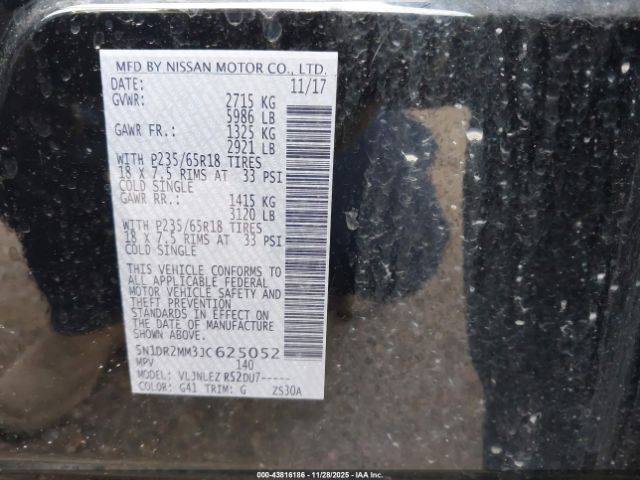 MFD BY NISSAN MOTOR CO., LTD.
DATE: 11/17
GVWR: 2715 KG
5986 LB
GAWR FR.: 1325 KG
2921 LB
WITH P235/65R18 TIRES
18 X 7.5 RIMS AT 33 PSI
COLD SINGLE
GAWR RR.: 1415 KG
3120 LB
WITH P235/65R18 TIRES
18 X 7.5 RIMS AT 33 PSI
COLD SINGLE
THIS VEHICLE CONFORMS TO
ALL APPLICABLE FEDERAL
MOTOR VEHICLE SAFETY AND
THEFT PREVENTION
STANDARDS IN EFFECT ON
THE DATE OF MANUFACTURE
SHOWN ABOVE.
5N1DR2MM3JC625052
MPV 140
MODEL: VLJNLEZ R52DU7-----
COLOR: G41 TRIM: G ZS30A
000-43816186 - 11/28/2025 - IAA Inc.